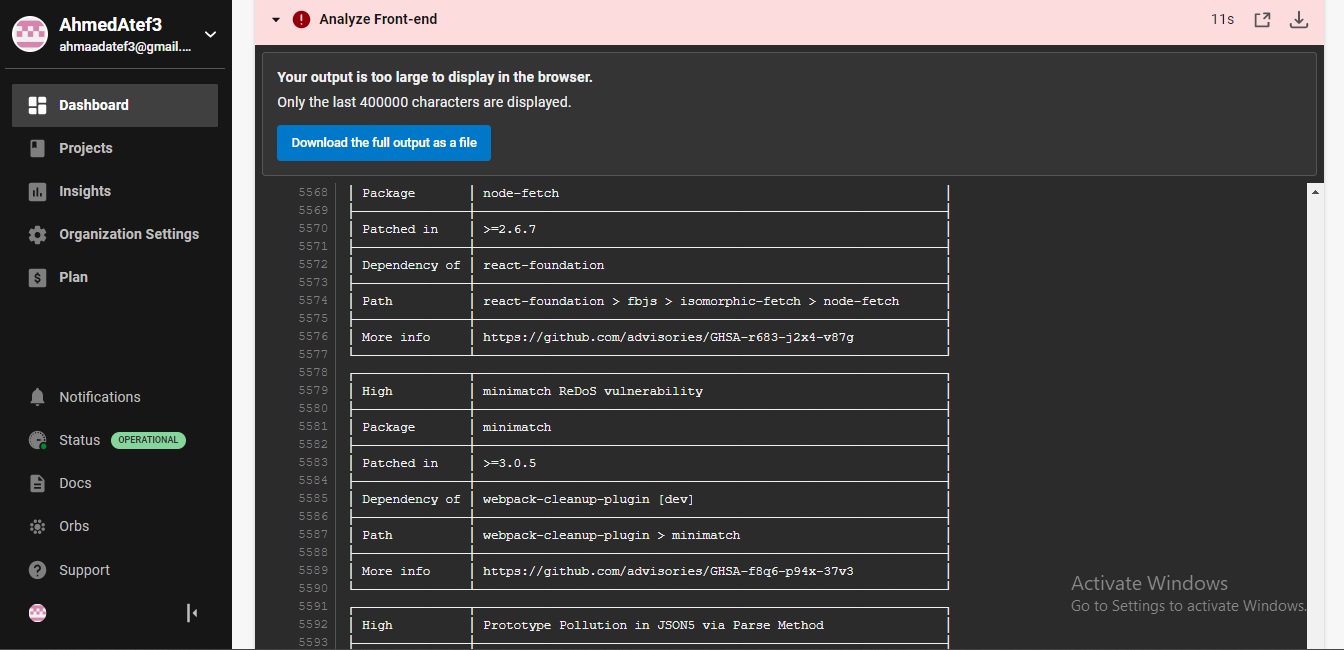 AhmedAtef3
ahmaadatef3@gmail....
Dashboard
Projects
Insights
Organization Settings
Plan
Notifications
Status OPERATIONAL
Docs
Orbs
Support
Analyze Front-end 11s
Your output is too large to display in the browser.
Only the last 400000 characters are displayed.
Download the full output as a file
5568 Package node-fetch
5569
5570 Patched in >=2.6.7
5571
5572 Dependency of react-foundation
5573
5574 Path react-foundation > fbjs > isomorphic-fetch > node-fetch
5575
5576 More info https://github.com/advisories/GHSA-r683-j2x4-v87g
5577
5578
5579 High minimatch ReDoS vulnerability
5580
5581 Package minimatch
5582
5583 Patched in >=3.0.5
5584
5585 Dependency of webpack-cleanup-plugin [dev]
5586
5587 Path webpack-cleanup-plugin > minimatch
5588
5589 More info https://github.com/advisories/GHSA-f8q6-p94x-37v3
5590
5591
5592 High Prototype Pollution in JSON5 via Parse Method
5593
Activate Windows
Go to Settings to activate Windows.